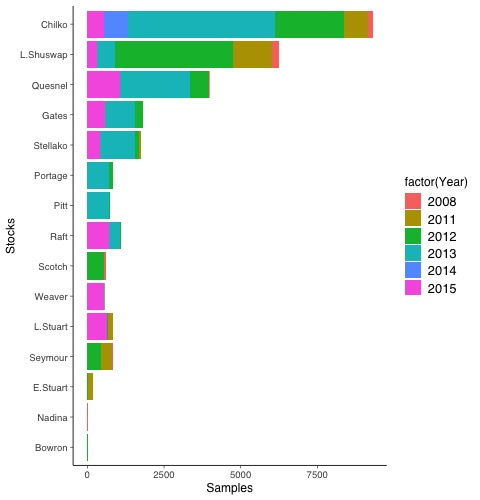 Chilko
L.Shuswap
Quesnel
Gates
Stellako
Portage
Pitt
Raft
Scotch
Weaver
L.Stuart
Seymour
E.Stuart
Nadina
Bowron
Stocks
0 2500 5000 7500
Samples
factor(Year)
2008
2011
2012
2013
2014
2015